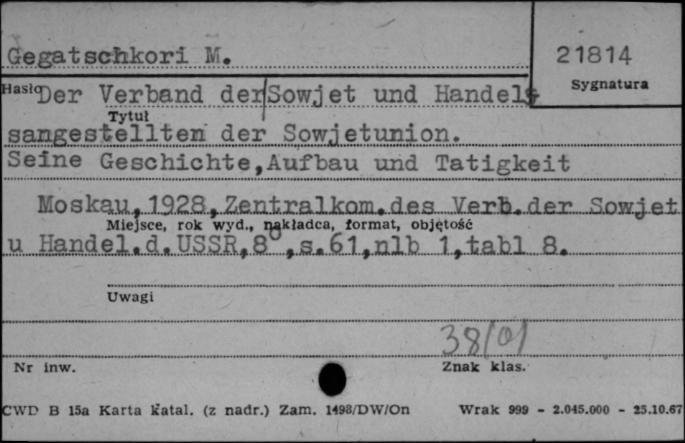 Gegatschkori M.
21814
Hasło
Sygnatura
Der Verband der Sowjet und Handels
Tytuł
sangestellten der Sowjetunion.
Seine Geschichte,Aufbau und Tatigkeit
Moskau,1928,Zentralkom.des Verb.der Sowjet
Miejsce, rok wyd., nakładca, format, objętość
u Handel.d.USSR,8°,s.61,nlb 1,tabl 8.
Uwagi
38/01
Nr inw.
Znak klas.
CWD B 15a Karta katal. (z nadr.) Zam. 1498/DW/On
Wrak 999 - 2.045.000 - 25.10.67